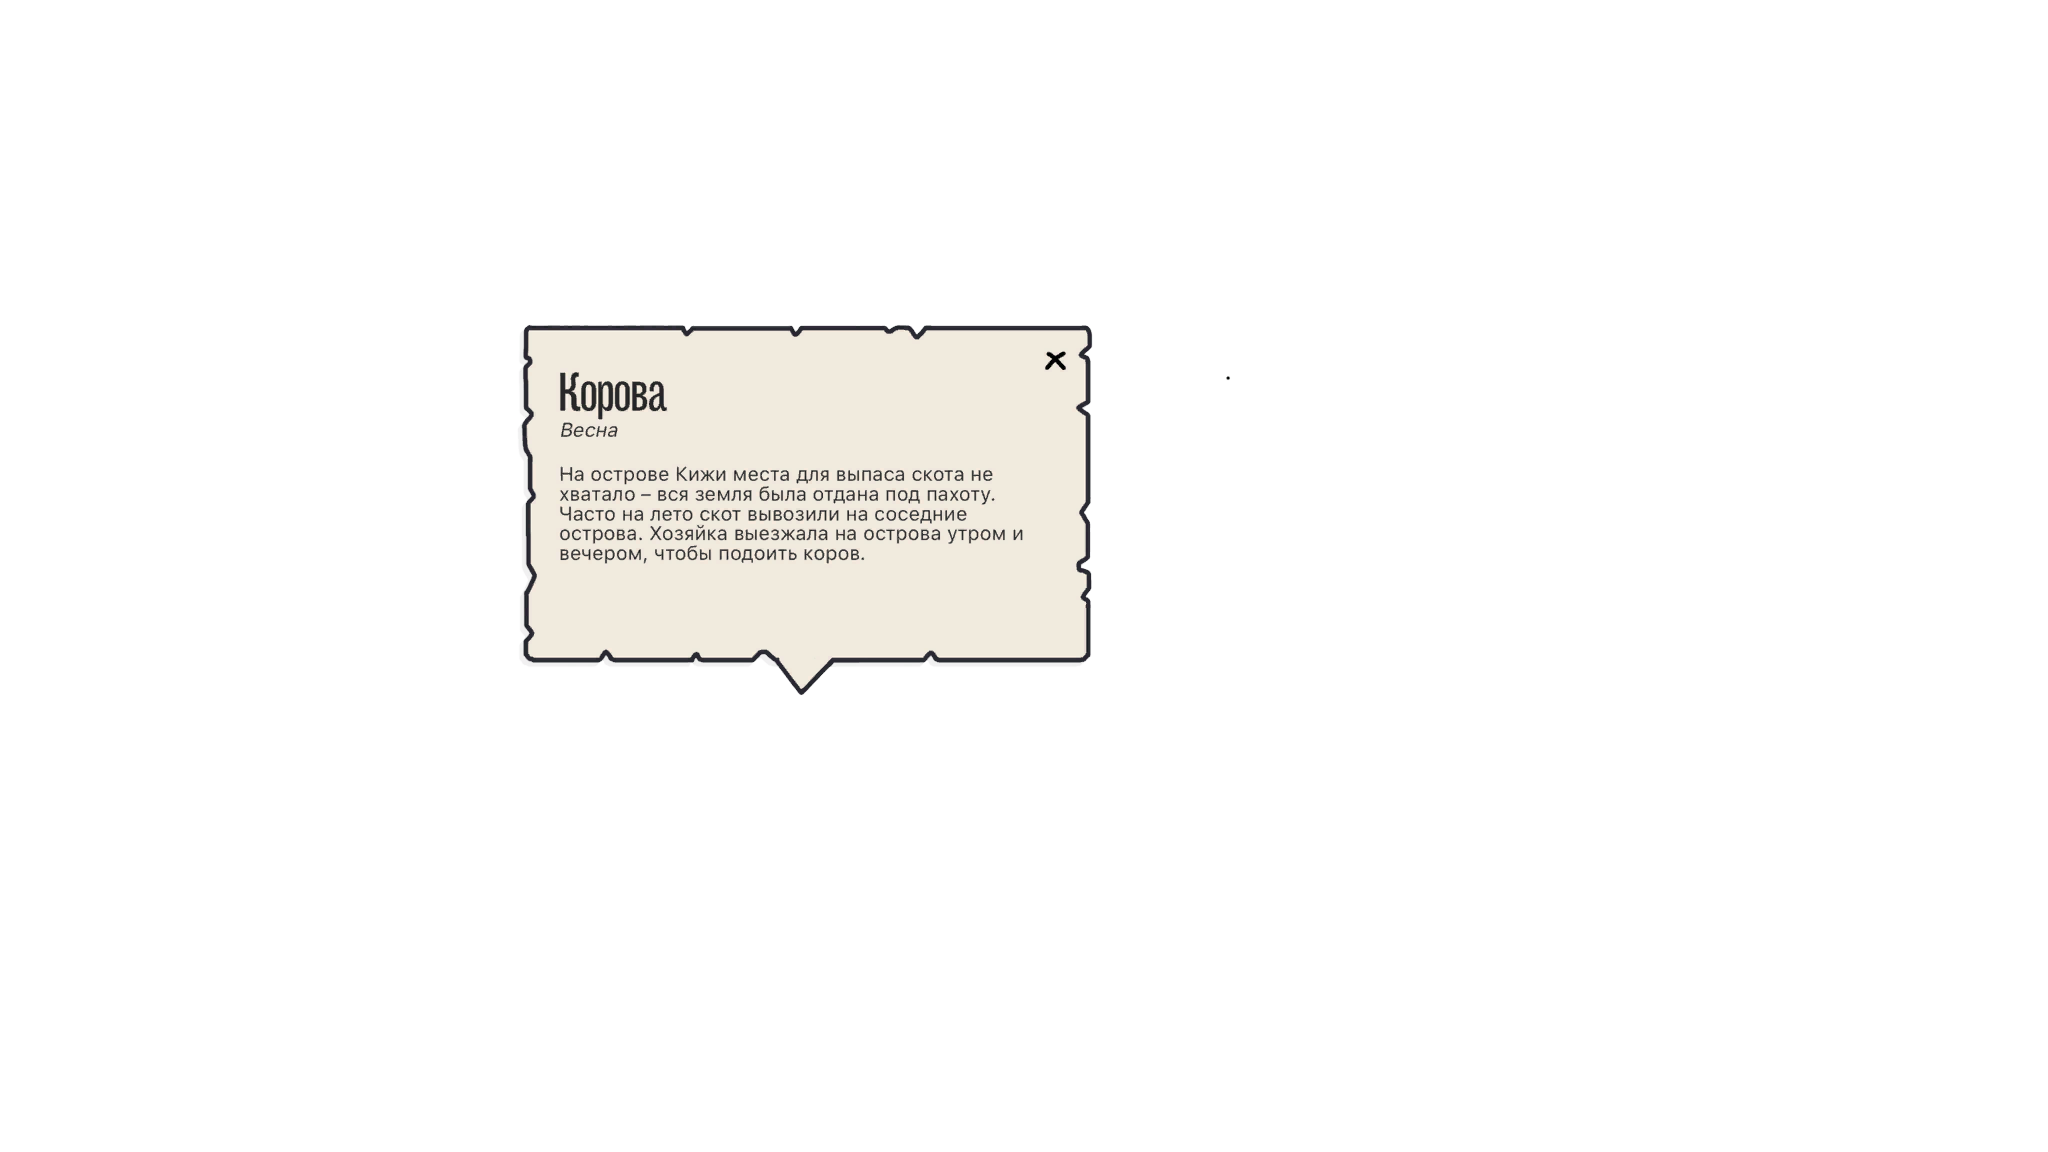 Корова
Весна
На острове Кижи места для выпаса скота не
хватало – вся земля была отдана под пахоту.
Часто на лето скот вывозили на соседние
острова. Хозяйка выезжала на острова утром и
вечером, чтобы подоить коров.